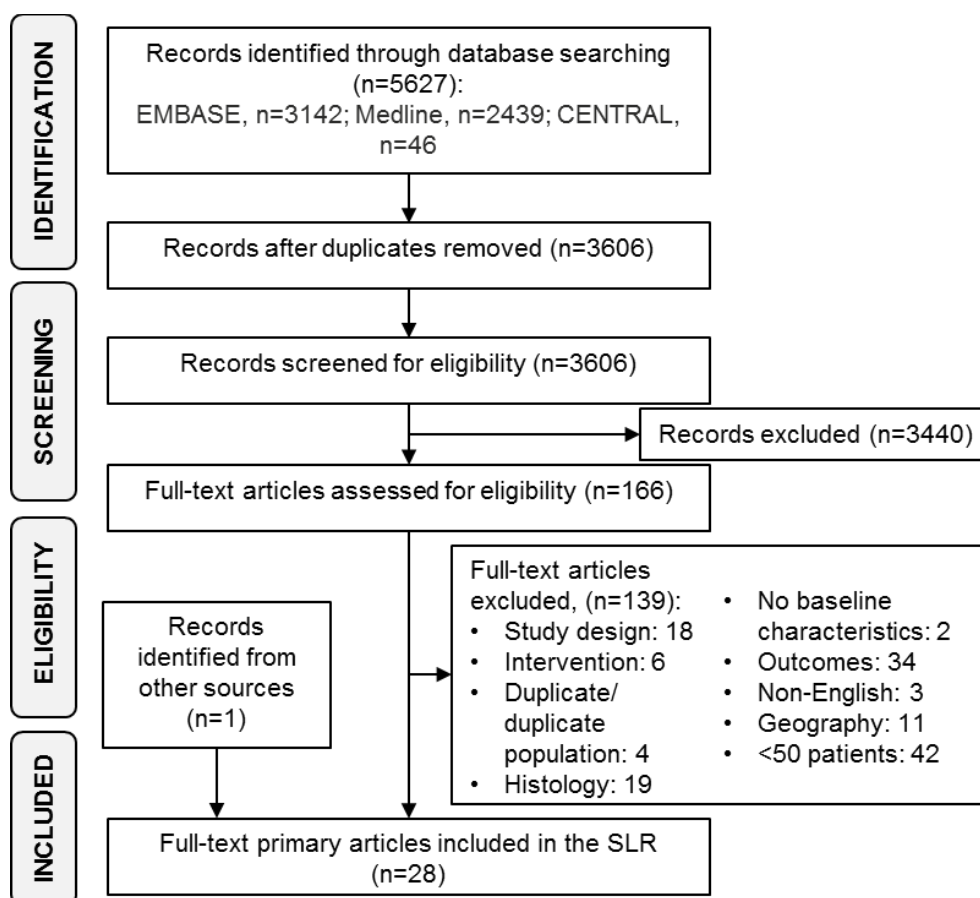 IDENTIFICATION
Records identified through database searching
(n=5627):
EMBASE, n=3142; Medline, n=2439; CENTRAL,
n=46
Records after duplicates removed (n=3606)
SCREENING
Records screened for eligibility (n=3606)
Records excluded (n=3440)
Full-text articles assessed for eligibility (n=166)
ELIGIBILITY
Records
identified from
other sources
(n=1)
Full-text articles
excluded, (n=139):
• Study design: 18
• Intervention: 6
• Duplicate/
duplicate
population: 4
• Histology: 19
• No baseline
characteristics: 2
• Outcomes: 34
• Non-English: 3
• Geography: 11
• <50 patients: 42
INCLUDED
Full-text primary articles included in the SLR
(n=28)